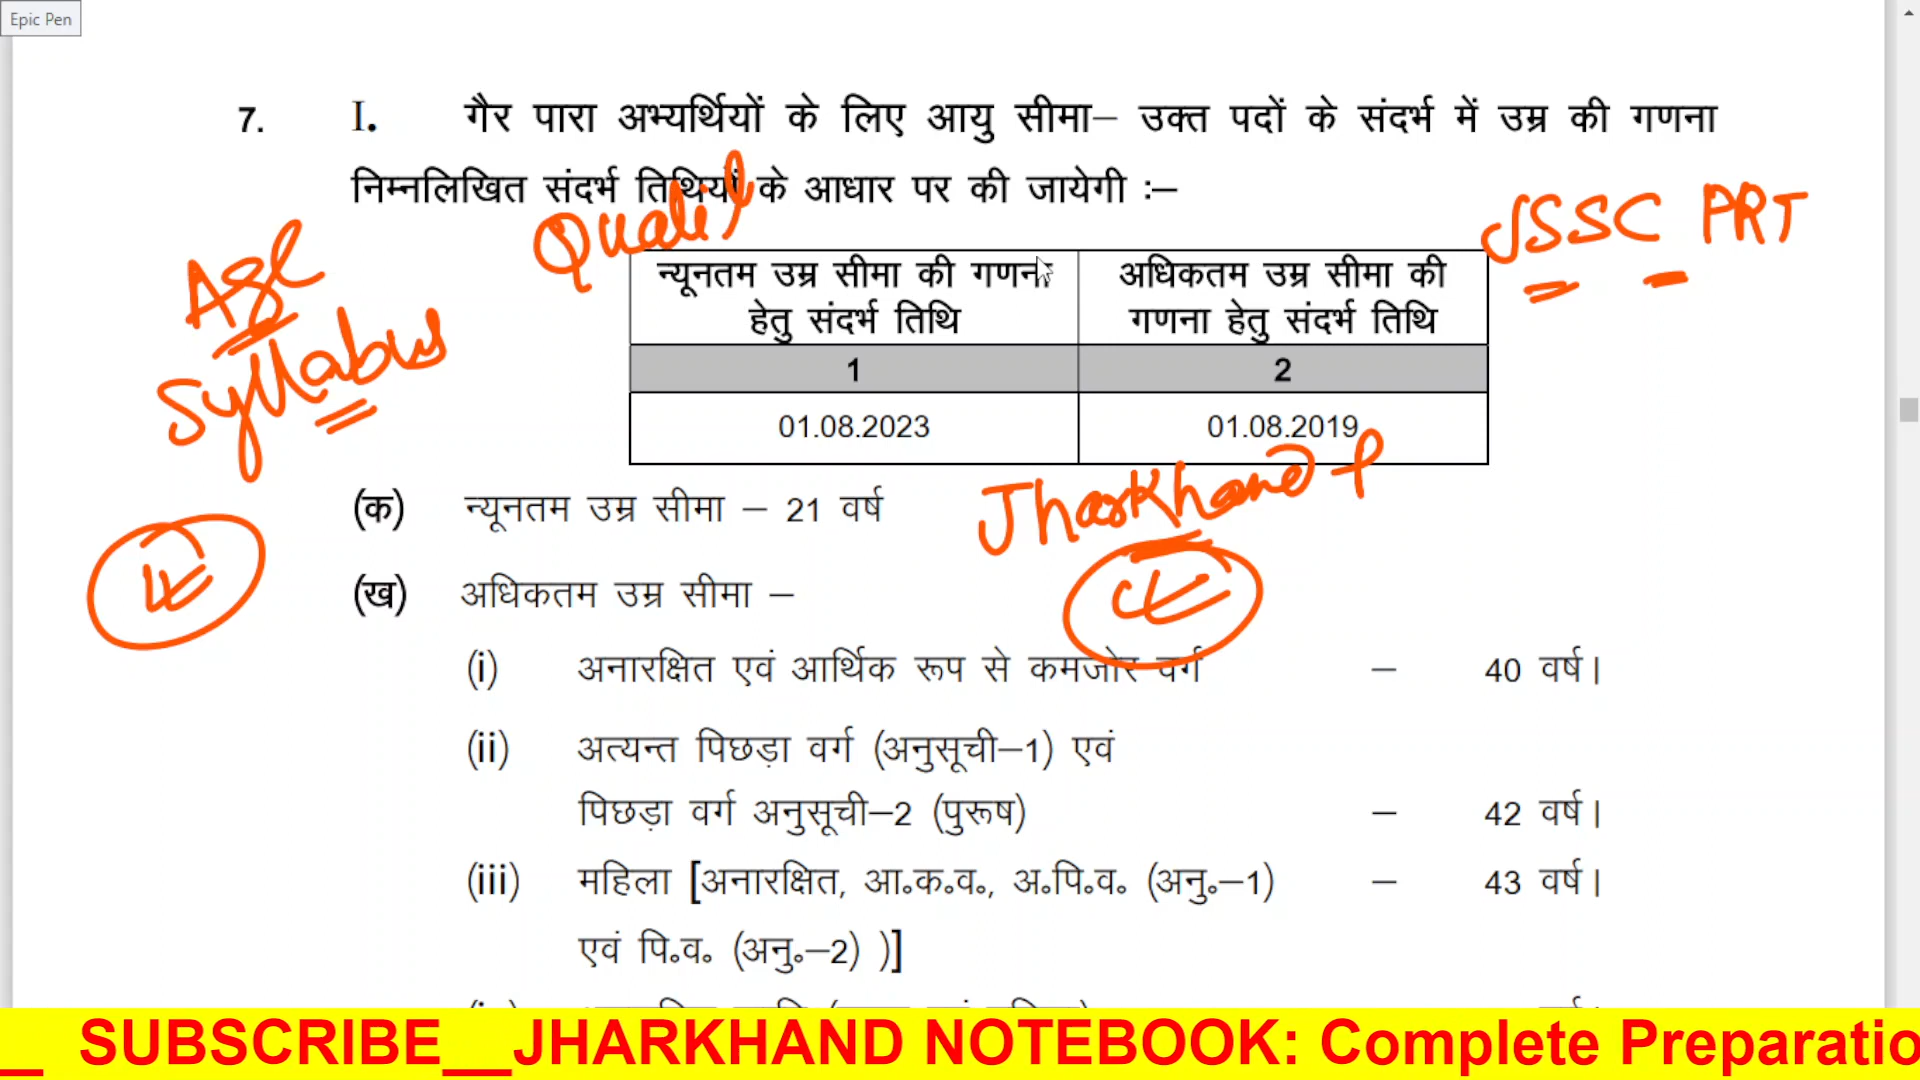 Epic Pen
7. I. गैर पारा अभ्यर्थियों के लिए आयु सीमा– उक्त पदों के संदर्भ में उम्र की गणना
निम्नलिखित संदर्भ तिथियों के आधार पर की जायेगी :–
JSSC PRT
Age
Syllabus
न्यूनतम उम्र सीमा की गणना
हेतु संदर्भ तिथि
अधिकतम उम्र सीमा की
गणना हेतु संदर्भ तिथि
1 2
01.08.2023 01.08.2019
Jharkhand
(क) न्यूनतम उम्र सीमा – 21 वर्ष
(ख) अधिकतम उम्र सीमा –
(i) अनारक्षित एवं आर्थिक रूप से कमजोर वर्ग – 40 वर्ष।
(ii) अत्यन्त पिछड़ा वर्ग (अनुसूची–1) एवं
पिछड़ा वर्ग अनुसूची–2 (पुरूष) – 42 वर्ष।
(iii) महिला [अनारक्षित, आ॰क॰व॰, अ॰पि॰व॰ (अनु॰–1) – 43 वर्ष।
एवं पि॰व॰ (अनु॰–2) )]
__ SUBSCRIBE__JHARKHAND NOTEBOOK: Complete Preparatio